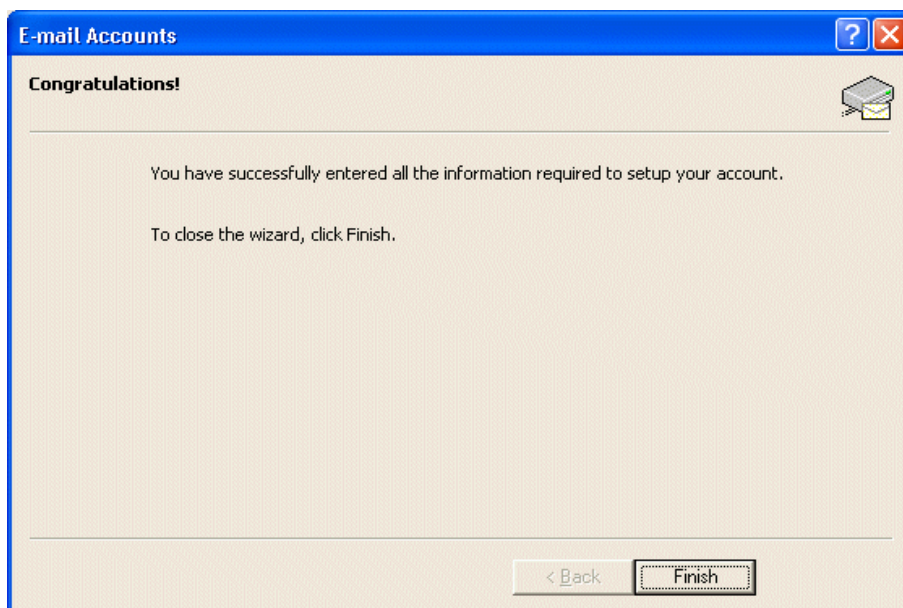 E-mail Accounts
Congratulations!
You have successfully entered all the information required to setup your account.
To close the wizard, click Finish.
< Back
Finish